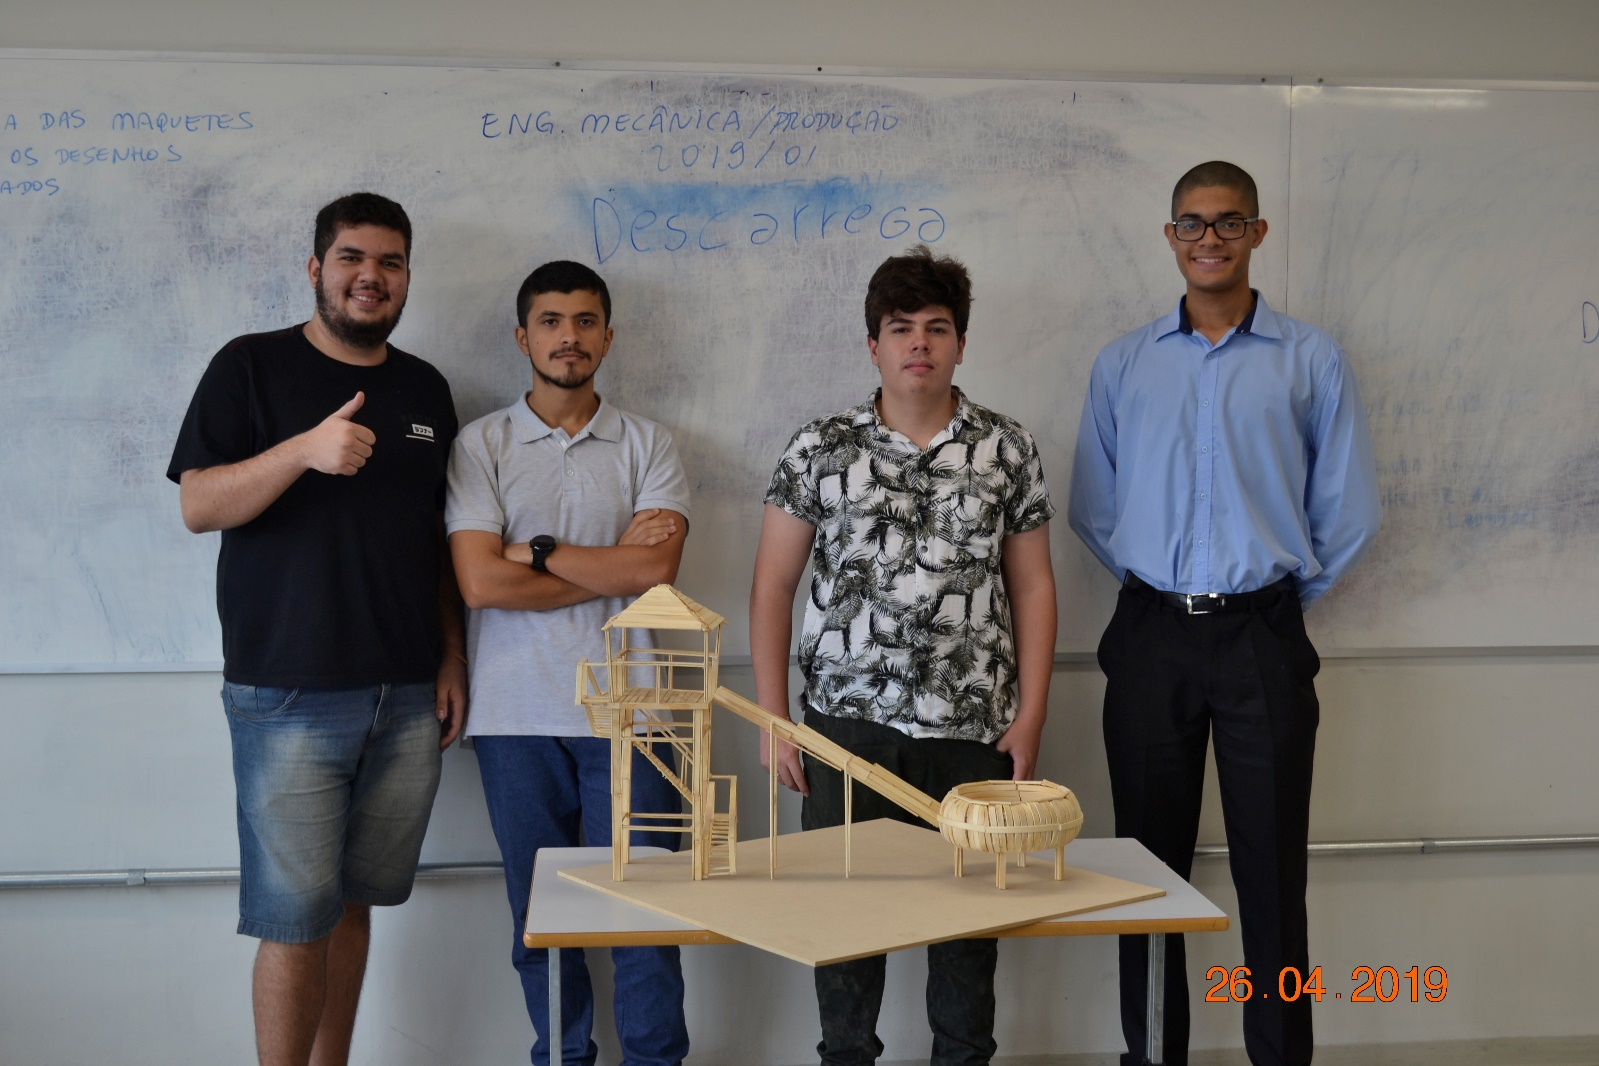 A DAS MAQUETES
OS DESENHOS
ADOS
ENG. MECÂNICA/PRODUÇÃO
2019/01
Descarrega
D
26.04.2019